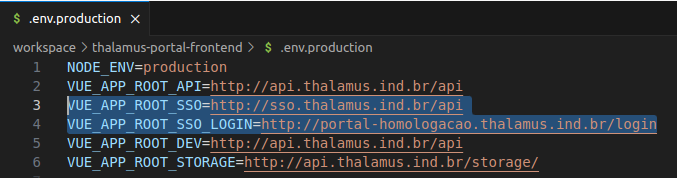 $ .env.production ×
workspace > thalamus-portal-frontend > $ .env.production
1 NODE_ENV=production
2 VUE_APP_ROOT_API=http://api.thalamus.ind.br/api
3 VUE_APP_ROOT_SSO=http://sso.thalamus.ind.br/api
4 VUE_APP_ROOT_SSO_LOGIN=http://portal-homologacao.thalamus.ind.br/login
5 VUE_APP_ROOT_DEV=http://api.thalamus.ind.br/api
6 VUE_APP_ROOT_STORAGE=http://api.thalamus.ind.br/storage/